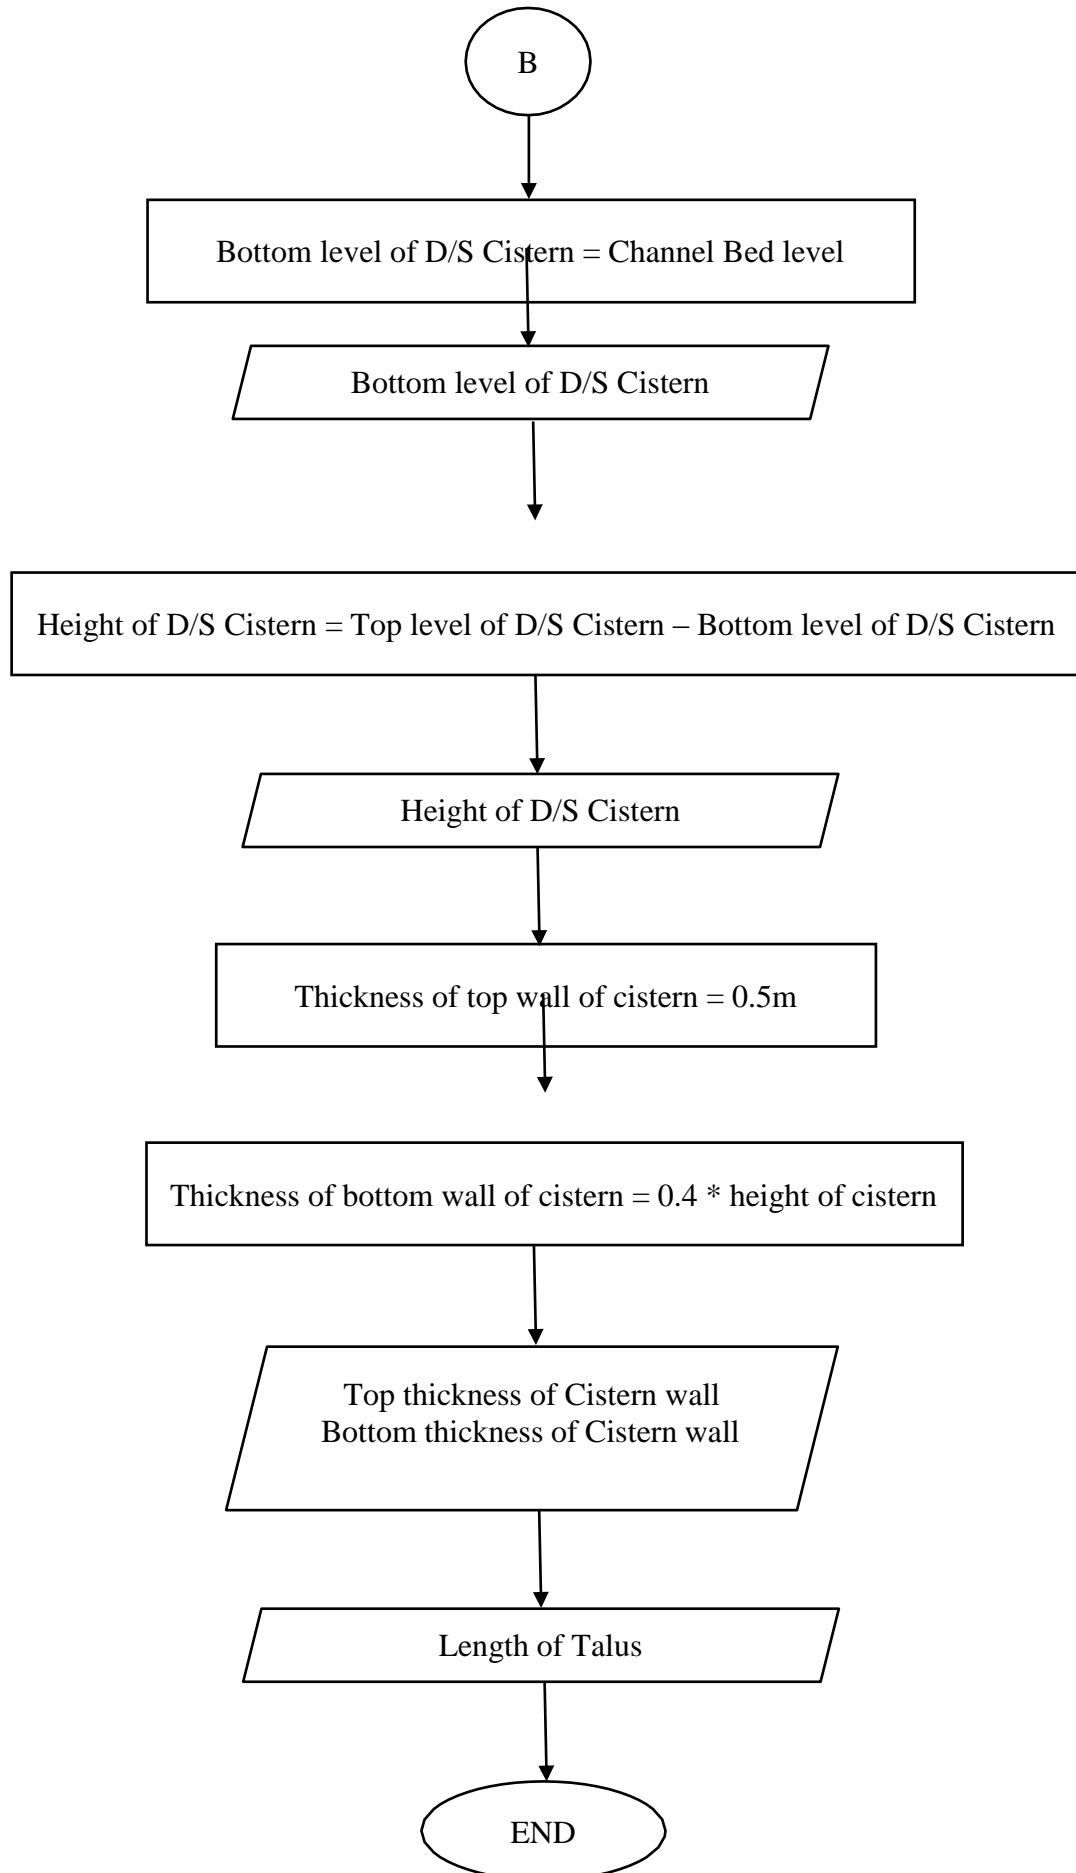 B
Bottom level of D/S Cistern = Channel Bed level
Bottom level of D/S Cistern
Height of D/S Cistern = Top level of D/S Cistern – Bottom level of D/S Cistern
Height of D/S Cistern
Thickness of top wall of cistern = 0.5m
Thickness of bottom wall of cistern = 0.4 * height of cistern
Top thickness of Cistern wall
Bottom thickness of Cistern wall
Length of Talus
END